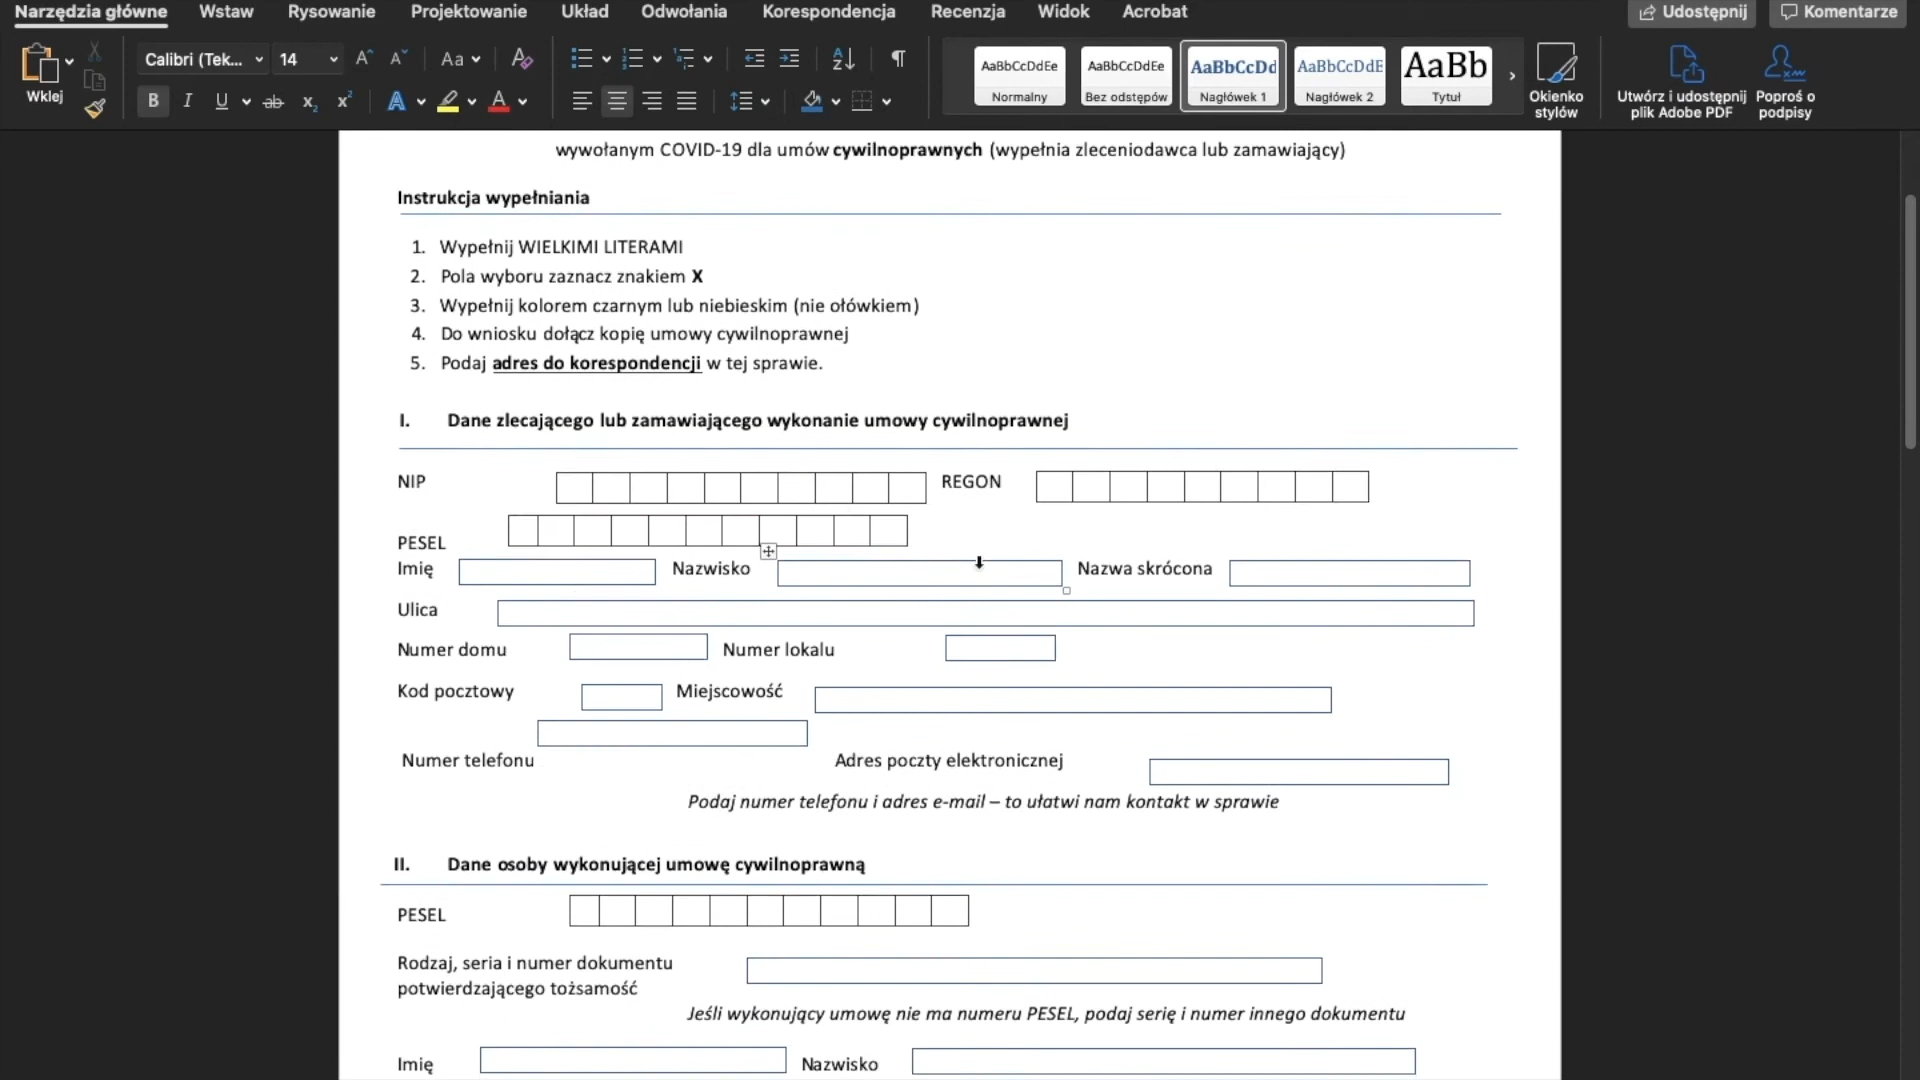 Narzędzia główne Wstaw Rysowanie Projektowanie Układ Odwołania Korespondencja Recenzja Widok Acrobat Udostępnij Komentarze
Wklej
Calibri (Tek... 14 Aa
B I U ab x₂ x² A A
AaBbCcDdEe AaBbCcDdEe AaBbCcDd AaBbCcDdE AaBb
Normalny Bez odstępów Nagłówek 1 Nagłówek 2 Tytuł
Okienko stylów
Utwórz i udostępnij plik Adobe PDF
Poproś o podpisy
wywołanym COVID-19 dla umów cywilnoprawnych (wypełnia zleceniodawca lub zamawiający)
Instrukcja wypełniania
1. Wypełnij WIELKIMI LITERAMI
2. Pola wyboru zaznacz znakiem X
3. Wypełnij kolorem czarnym lub niebieskim (nie ołówkiem)
4. Do wniosku dołącz kopię umowy cywilnoprawnej
5. Podaj adres do korespondencji w tej sprawie.
I. Dane zlecającego lub zamawiającego wykonanie umowy cywilnoprawnej
NIP REGON
PESEL
Imię Nazwisko Nazwa skrócona
Ulica
Numer domu Numer lokalu
Kod pocztowy Miejscowość
Numer telefonu Adres poczty elektronicznej
Podaj numer telefonu i adres e-mail – to ułatwi nam kontakt w sprawie
II. Dane osoby wykonującej umowę cywilnoprawną
PESEL
Rodzaj, seria i numer dokumentu
potwierdzającego tożsamość
Jeśli wykonujący umowę nie ma numeru PESEL, podaj serię i numer innego dokumentu
Imię Nazwisko